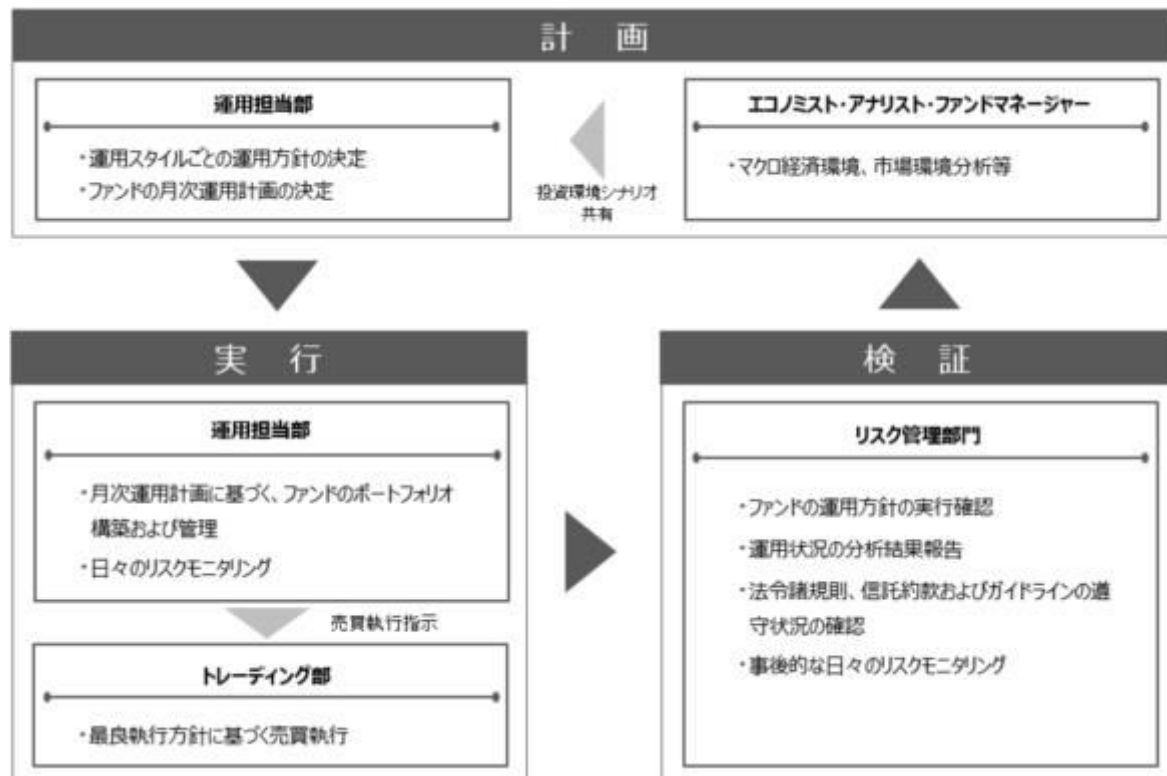 計 画
運用担当部
・運用スタイルごとの運用方針の決定
・ファンドの月次運用計画の決定
投資環境シナリオ
共有
エコノミスト・アナリスト・ファンドマネージャー
・マクロ経済環境、市場環境分析等
実 行
運用担当部
・月次運用計画に基づく、ファンドのポートフォリオ
構築および管理
・日々のリスクモニタリング
売買執行指示
トレーディング部
・最良執行方針に基づく売買執行
検 証
リスク管理部門
・ファンドの運用方針の実行確認
・運用状況の分析結果報告
・法令諸規則、信託約款およびガイドラインの遵
守状況の確認
・事後的な日々のリスクモニタリング